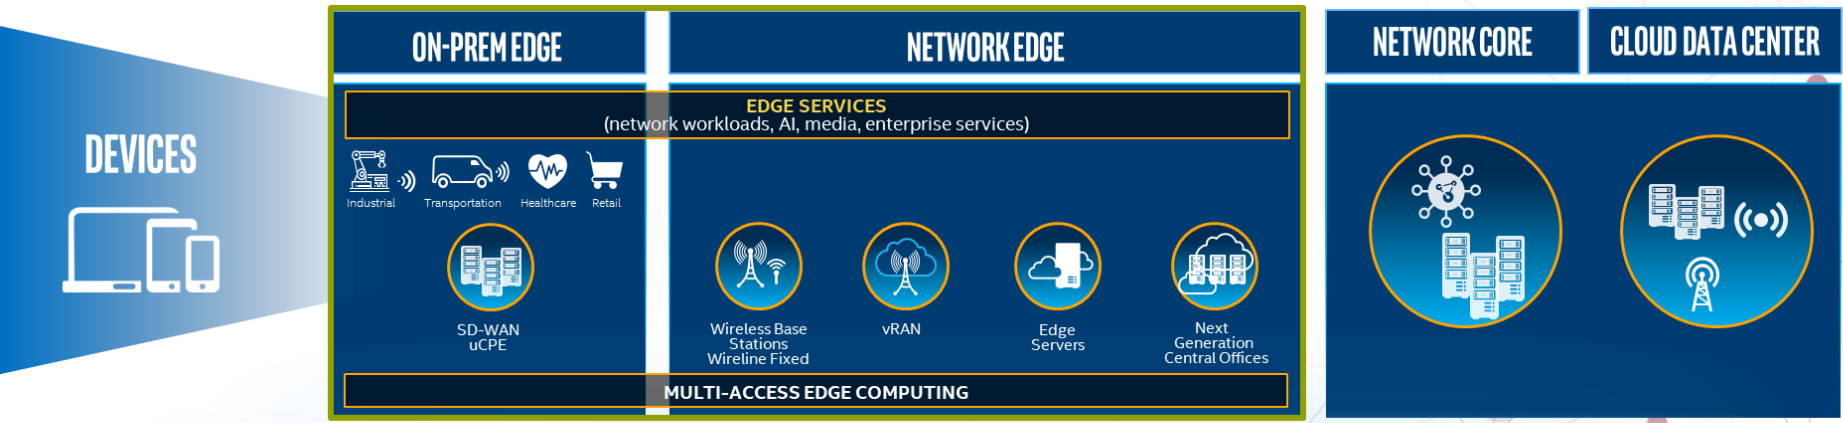 DEVICES
ON-PREM EDGE
NETWORK EDGE
NETWORK CORE
CLOUD DATA CENTER
EDGE SERVICES
(network workloads, AI, media, enterprise services)
Industrial
Transportation
Healthcare
Retail
SD-WAN
uCPE
Wireless Base
Stations
Wireline Fixed
vRAN
Edge
Servers
Next
Generation
Central Offices
MULTI-ACCESS EDGE COMPUTING